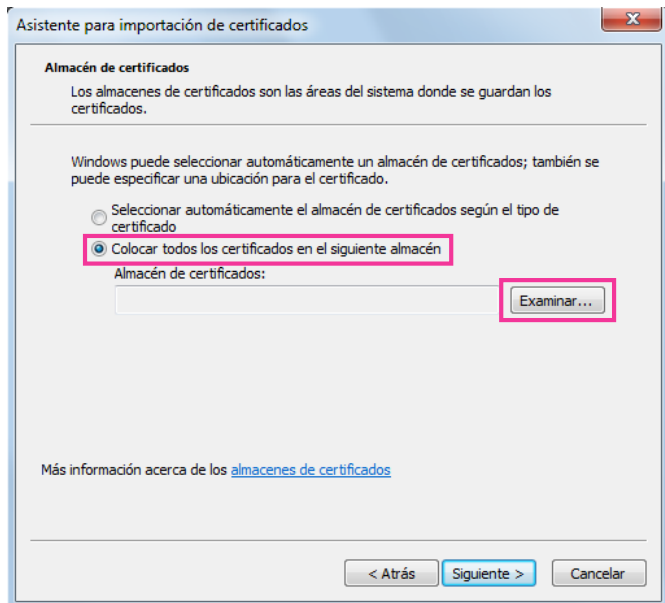 Asistente para importación de certificados
Almacén de certificados
Los almacenes de certificados son las áreas del sistema donde se guardan los
certificados.
Windows puede seleccionar automáticamente un almacén de certificados; también se
puede especificar una ubicación para el certificado.
Seleccionar automáticamente el almacén de certificados según el tipo de
certificado
Colocar todos los certificados en el siguiente almacén
Almacén de certificados:
Examinar...
Más información acerca de los almacenes de certificados
< Atrás Siguiente > Cancelar